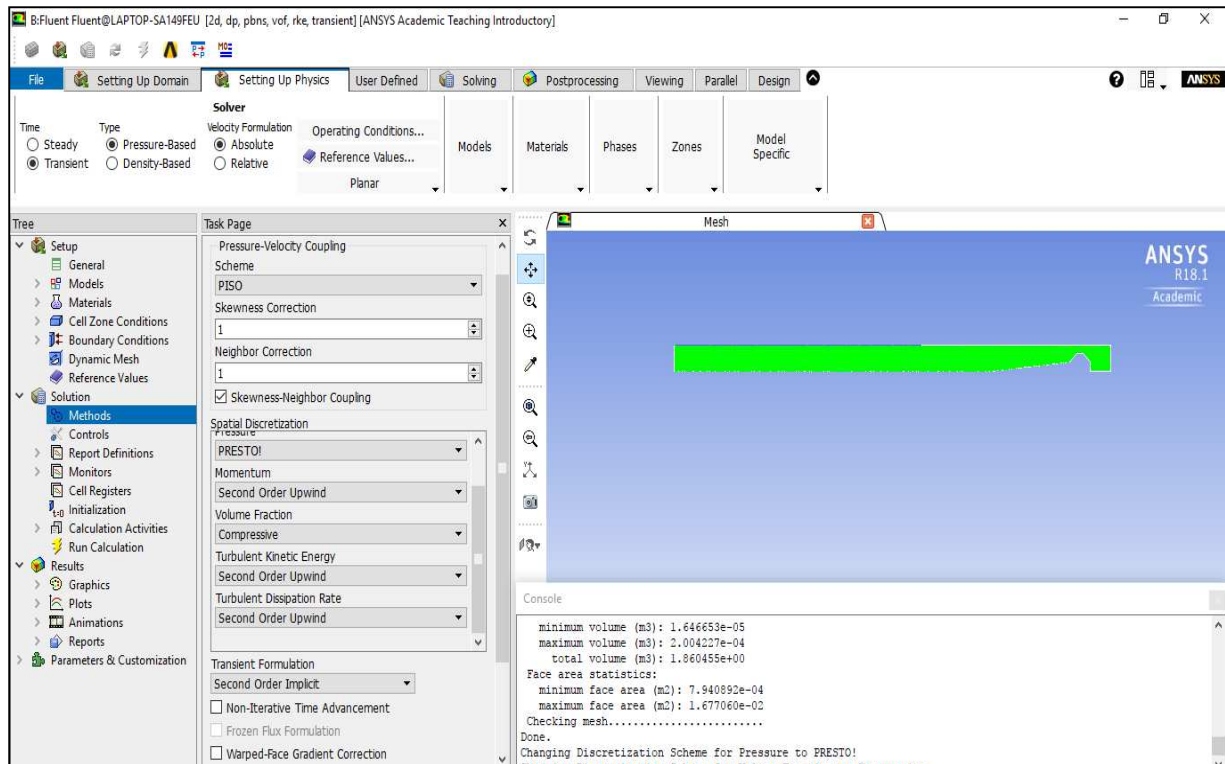 B:Fluent Fluent@LAPTOP-SA149FEU [2d, dp, pbns, vof, rke, transient] [ANSYS Academic Teaching Introductory]
File Setting Up Domain Setting Up Physics User Defined Solving Postprocessing Viewing Parallel Design ANSYS
Solver
Time Type Velocity Formulation
Steady Pressure-Based Absolute
Transient Density-Based Relative
Operating Conditions...
Reference Values...
Planar
Models
Materials
Phases
Zones
Model
Specific
Tree
Setup
General
Models
Materials
Cell Zone Conditions
Boundary Conditions
Dynamic Mesh
Reference Values
Solution
Methods
Controls
Report Definitions
Monitors
Cell Registers
Initialization
Calculation Activities
Run Calculation
Results
Graphics
Plots
Animations
Reports
Parameters & Customization
Task Page
Pressure-Velocity Coupling
Scheme
PISO
Skewness Correction
1
Neighbor Correction
1
Skewness-Neighbor Coupling
Spatial Discretization
Pressure
PRESTO!
Momentum
Second Order Upwind
Volume Fraction
Compressive
Turbulent Kinetic Energy
Second Order Upwind
Turbulent Dissipation Rate
Second Order Upwind
Transient Formulation
Second Order Implicit
Non-Iterative Time Advancement
Frozen Flux Formulation
Warped-Face Gradient Correction
Mesh
ANSYS
R18.1
Academic
Console
minimum volume (m3): 1.646653e-05
maximum volume (m3): 2.004227e-04
total volume (m3): 1.860455e+00
Face area statistics:
minimum face area (m2): 7.940892e-04
maximum face area (m2): 1.677060e-02
Checking mesh.........................
Done.
Changing Discretization Scheme for Pressure to PRESTO!